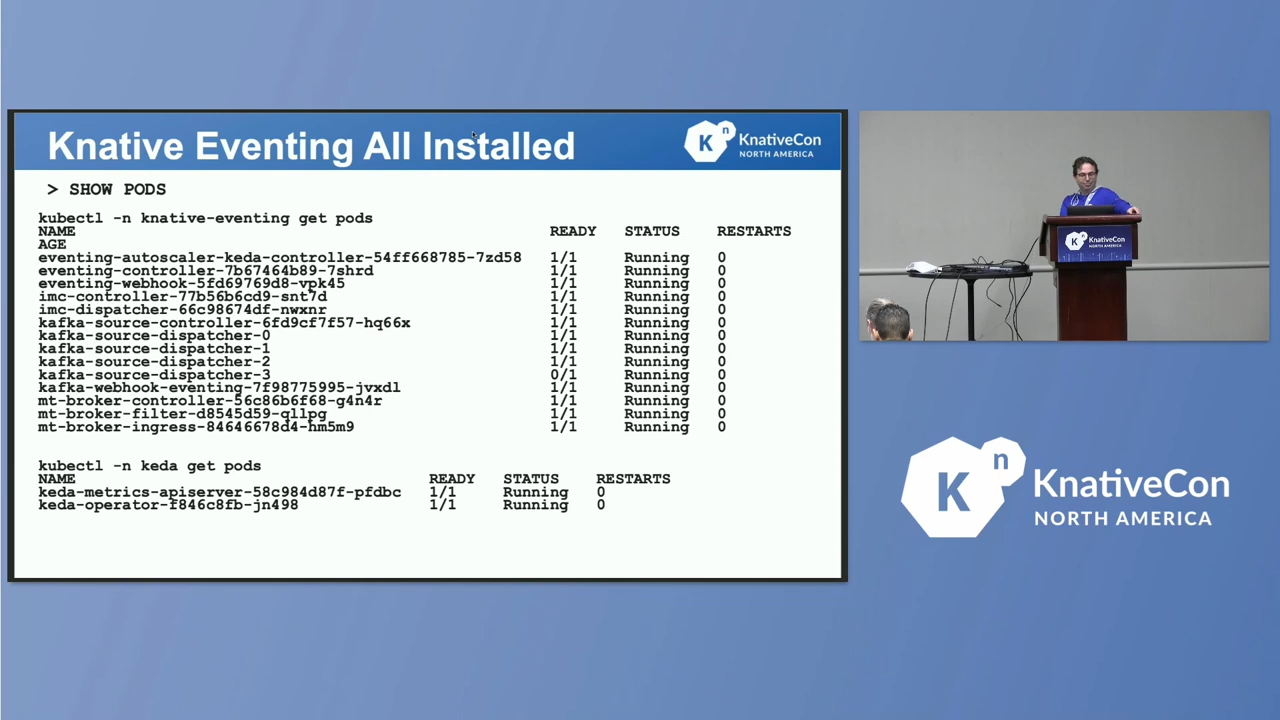 Knative Eventing All Installed
K n KnativeCon
NORTH AMERICA
> SHOW PODS
kubectl -n knative-eventing get pods
NAME READY STATUS RESTARTS
AGE
eventing-autoscaler-keda-controller-54ff668785-7zd58 1/1 Running 0
eventing-controller-7b67464b89-7shrd 1/1 Running 0
eventing-webhook-5fd69769d8-vpk45 1/1 Running 0
imc-controller-77b56b6cd9-snt7d 1/1 Running 0
imc-dispatcher-66c98674df-nwxnr 1/1 Running 0
kafka-source-controller-6fd9cf7f57-hq66x 1/1 Running 0
kafka-source-dispatcher-0 1/1 Running 0
kafka-source-dispatcher-1 1/1 Running 0
kafka-source-dispatcher-2 1/1 Running 0
kafka-source-dispatcher-3 0/1 Running 0
kafka-webhook-eventing-7f98775995-jvxdl 1/1 Running 0
mt-broker-controller-56c86b6f68-g4n4r 1/1 Running 0
mt-broker-filter-d8545d59-qllpg 1/1 Running 0
mt-broker-ingress-84646678d4-hm5m9 1/1 Running 0
kubectl -n keda get pods
NAME READY STATUS RESTARTS
keda-metrics-apiserver-58c984d87f-pfdbc 1/1 Running 0
keda-operator-f846c8fb-jn498 1/1 Running 0
KnativeCon
NORTH AMERICA
K n KnativeCon
NORTH AMERICA